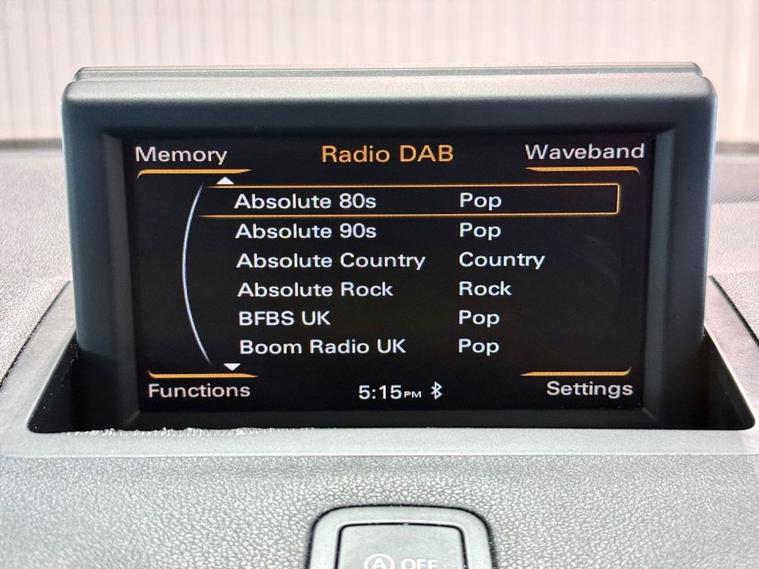 Memory Radio DAB Waveband
Absolute 80s Pop
Absolute 90s Pop
Absolute Country Country
Absolute Rock Rock
BFBS UK Pop
Boom Radio UK Pop
Functions 5:15PM Settings
A OFF